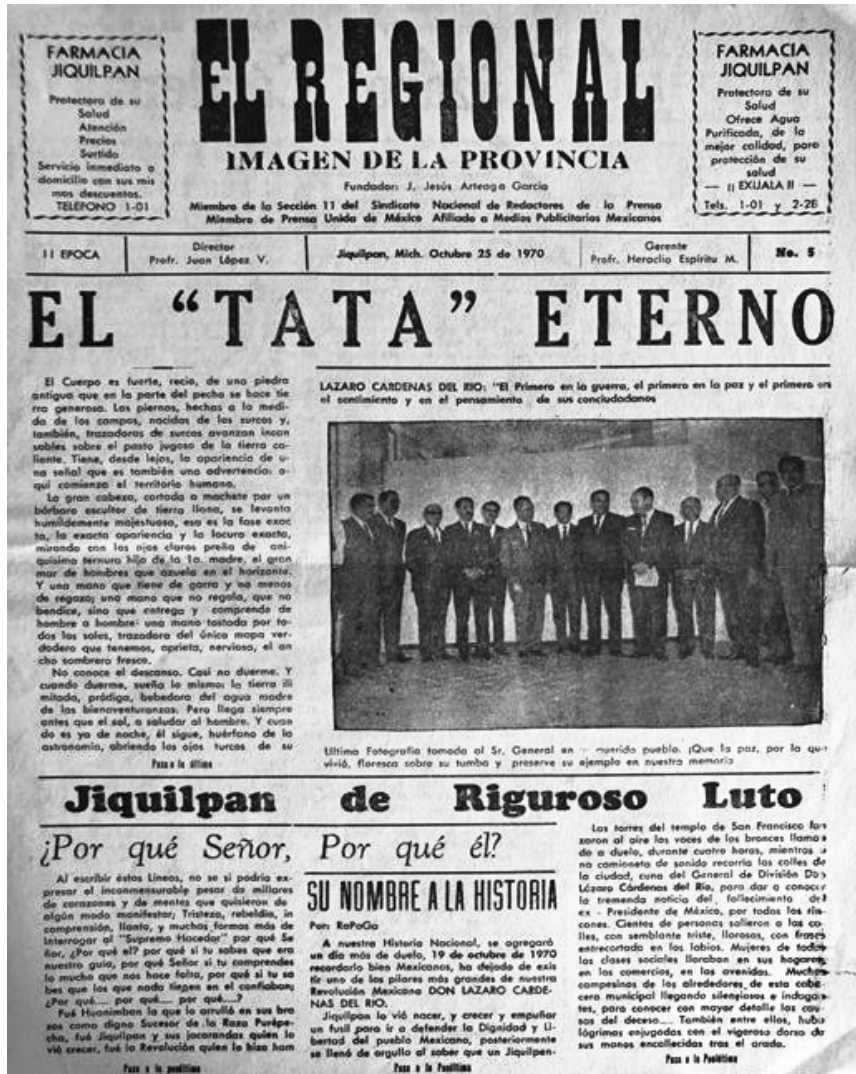 FARMACIA
JIQUILPAN
Protectora de su
Salud
Atención
Precios
Surtido
Servicio inmediato a
domicilio con sus mis
mos descuentos.
TELEFONO 1-01
EL REGIONAL
IMAGEN DE LA PROVINCIA
Fundador: J. Jesús Arteaga Garcia
Miembro de la Sección 11 del Sindicato Nacional de Redactores de la Prensa
Miembro de Prensa Unida de México Afiliado a Medios Publicitarios Mexicanos
FARMACIA
JIQUILPAN
Protectora de su
Salud
Ofrece Agua
Purificada, de la
mejor calidad, para
protección de su
salud
— II EXIJALA II —
Tels. 1-01 y 2-26
II EPOCA
Director
Profr. Juan López V.
Jiquilpan, Mich. Octubre 25 de 1970
Gerente
Profr. Heroclio Espíritu M.
No. 5
EL "TATA" ETERNO
El Cuerpo es fuerte, recio, de una piedra
antigua que en la parte del pecho se hace tie
rra generosa. Las piernas, hechas a la medi-
da de los campos, nacidas de los surcos y,
también, trazadoras de surcos avanzan incan
sables sobre el pasto jugoso de la tierra ca-
liente. Tiene, desde lejos, la apariencia de u-
na señal que es también una advertencia: a-
quí comienza el territorio humano.
La gran cabeza, cortada a machete por un
bárbaro escultor de tierra llana, se levanta
humildemente majestuosa, esa es la fase exac
ta, la exacta apariencia y la locura exacta,
mirando con los ojos claros preña de ani-
quisima ternura hija de la 1a. madre, el gran
mar de hombres que azuela en el horizonte.
Y una mano que tiene de garra y no menos
de regazo; una mano que no regala, que no
bendice, sino que entrega y comprende de
hombre a hombre: una mano tostada por to-
dos los soles, trazadora del único mapa ver-
dadero que tenemos, aprieta, nerviosa, el an
cho sombrero fresco.
No conoce el descanso. Casi no duerme. Y
cuando duerme, sueña lo mismo: la tierra ili
mitada, pródiga, bebedora del agua madre
de las bienaventuranzas. Pero llega siempre
antes que el sol, a saludar al hombre. Y cuan
do es ya de noche, él sigue, huérfano de la
astronomía, abriendo los ojos turcos de su
Pasa a la última
LAZARO CARDENAS DEL RIO: "El Primero en la guerra, el primero en la paz y el primero en
el sentimiento y en el pensamiento de sus conciudadanos
Ultima Fotografía tomada al Sr. General en querido pueblo. ¡Que la paz, por la que
vivió, florezca sobre su tumba y preserve su ejemplo en nuestra memoria
Jiquilpan de Riguroso Luto
¿Por qué Señor, Por qué él?
Al escribir éstas Líneas, no se si podría ex-
presar el inconmensurable pesar de millares
de corazones y de mentes que quisieron de
algún modo manifestar; Tristeza, rebeldía, in
comprensión, llanto, y muchas formas más de
Interrogar al "Supremo Hacedor" por qué Se
ñor, ¿Por qué el? por qué si tu sabes que era
nuestro guía, por qué Señor si tu comprendes
lo mucho que nos hace falta, por qué si tu sa
bes que los que nada tienen en el confiaban;
¿Por qué.... por qué... por qué....?
Fué Huanimban la que lo arrulló en sus bra
zos como digno Sucesor de la Raza Purépe-
cha, fué Jiquilpan y sus jacarandas quien lo
vió crecer, fué la Revolución quien lo hizo hom
Pasa a la penúltima
SU NOMBRE A LA HISTORIA
Por: RaPaGa
A nuestra Historia Nacional, se agregará
un día más de duelo, 19 de octubre de 1970
recordarlo bien Mexicanos, ha dejado de exis
tir uno de los pilares más grandes de nuestra
Revolución Mexicana DON LAZARO CARDE-
NAS DEL RIO.
Jiquilpan lo vió nacer, y crecer y empuñar
un fusil para ir a defender la Dignidad y Li-
bertad del pueblo Mexicano, posteriormente
se llenó de orgullo al saber que un Jiquilpen-
Pasa a la Penúltima
Las torres del templo de San Francisco lan
zaron al aire las voces de los bronces llaman
do a duelo, durante cuatro horas, mientras u
na camioneta de sonido recorría las calles de
la ciudad, cuna del General de División Don
Lázaro Cárdenas del Río, para dar a conocer
la tremenda noticia del fallecimiento del
ex - Presidente de México, por todos los rin-
cones. Cientos de personas salieron a las ca-
lles, con semblante triste, llorosas, con frases
entrecortada en los labios. Mujeres de todas
las clases sociales lloraban en sus hogares,
en los comercios, en las avenidas. Muchos
campesinos de los alrededores de esta cabe
cera municipal llegando silenciosos e indagan
tes, para conocer con mayor detalle las cau-
sas del deceso.... También entre ellos, hubo
lágrimas enjugadas con el vigoroso dorso de
sus manos encallecidas tras el arado.
Pasa a la Penúltima